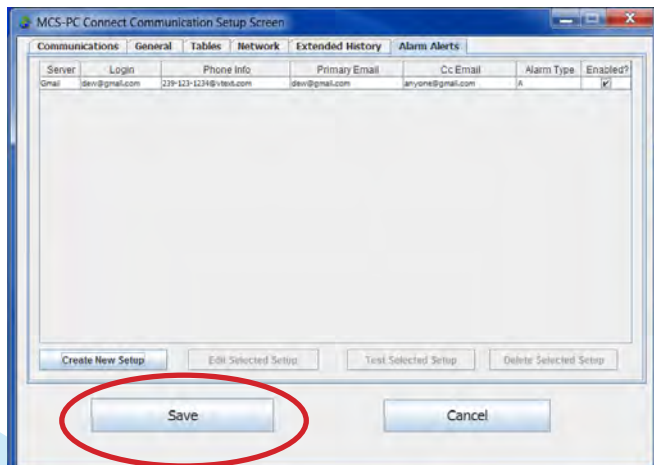 MCS-PC Connect Communication Setup Screen
Communications General Tables Network Extended History Alarm Alerts
Server Login Phone Info Primary Email Cc Email Alarm Type Enabled?
Gmail dew@gmail.com 239-123-1234@vtext.com dew@gmail.com anyone@gmail.com A
Create New Setup Edit Selected Setup Test Selected Setup Delete Selected Setup
Save Cancel